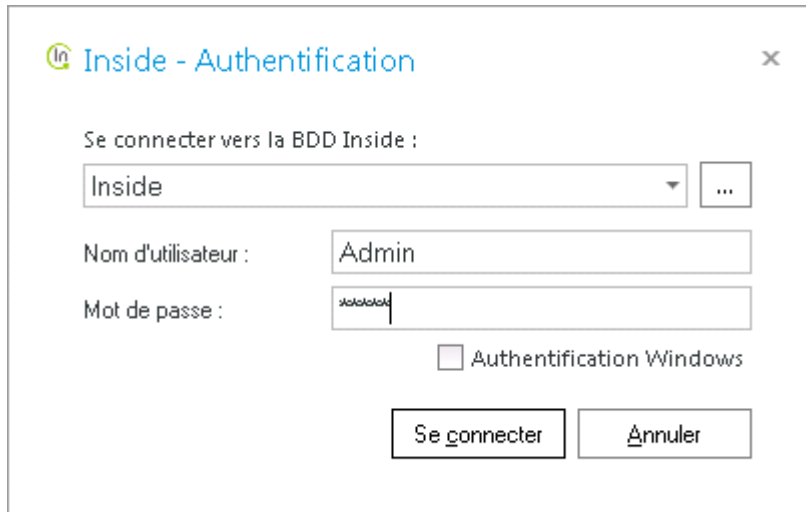 In Inside - Authentification
Se connecter vers la BDD Inside :
Inside ...
Nom d'utilisateur : Admin
Mot de passe : ******
Authentification Windows
Se connecter Annuler